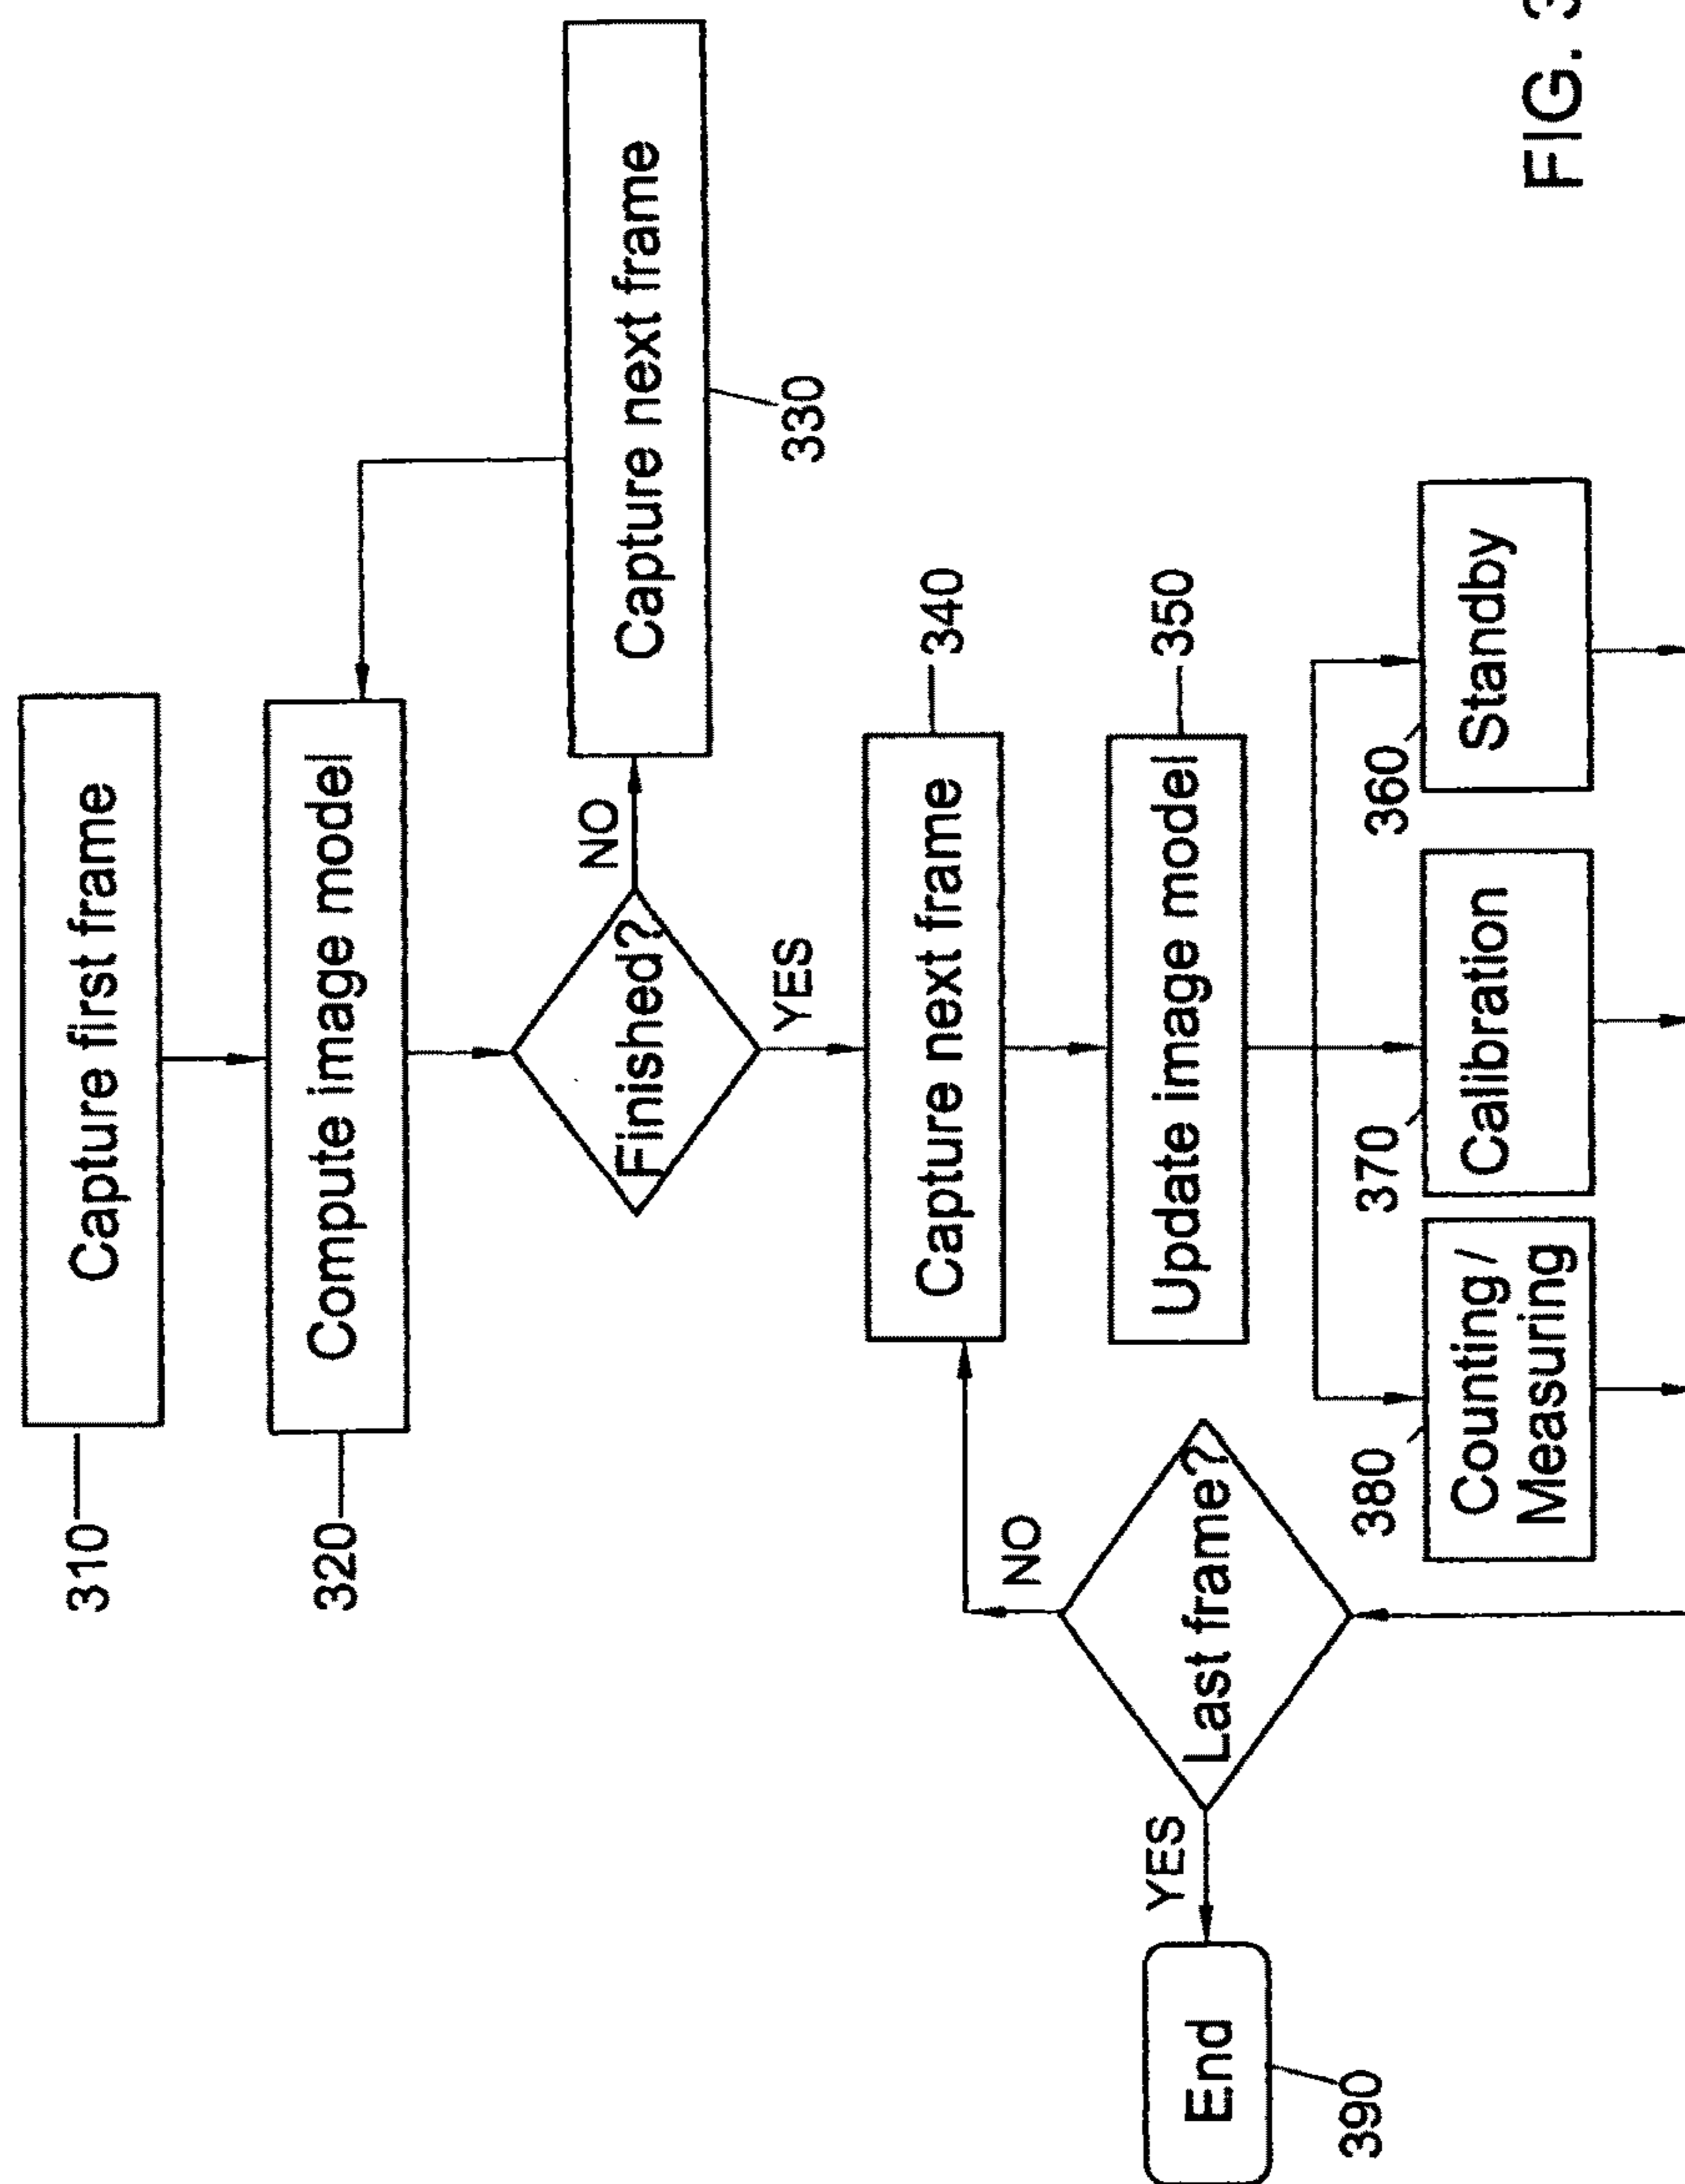 310
Capture first frame
320
Compute image model
Finished?
NO
Capture next frame
330
YES
Capture next frame
340
Update image model
350
Last frame?
NO
YES
End
390
380
Counting /
Measuring
370
Calibration
360
Standby
FIG. 3